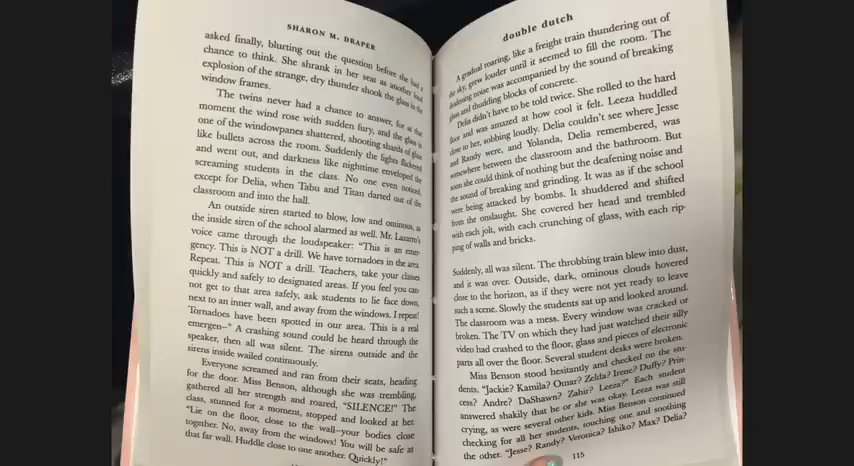 SHARON M. DRAPER
asked finally, blurting out the question before she had a
chance to think. She shrank in her seat as another loud
explosion of the strange, dry thunder shook the glass in the
window frames.
The twins never had a chance to answer, for at that
moment the wind rose with sudden fury, and the glass in
one of the windowpanes shattered, shooting shards of glass
like bullets across the room. Suddenly the lights flickered
and went out, and darkness like nighttime enveloped the
screaming students in the class. No one even noticed,
except for Delia, when Tabu and Titan darted out of the
classroom and into the hall.
An outside siren started to blow, low and ominous, as
the inside siren of the school alarmed as well. Mr. Lazarro's
voice came through the loudspeaker: "This is an emer-
gency. This is NOT a drill. We have tornadoes in the area.
Repeat. This is NOT a drill. Teachers, take your classes
quickly and safely to designated areas. If you feel you can-
not get to that area safely, ask students to lie face down,
next to an inner wall, and away from the windows. I repeat!
Tornadoes have been spotted in our area. This is a real
emergen—" A crashing sound could be heard through the
speaker, then all was silent. The sirens outside and the
sirens inside wailed continuously.
Everyone screamed and ran from their seats, heading
for the door. Miss Benson, although she was trembling,
gathered all her strength and roared, "SILENCE!" The
class, stunned for a moment, stopped and looked at her.
"Lie on the floor, close to the wall—your bodies close
together. No, away from the windows! You will be safe at
that far wall. Huddle close to one another. Quickly!"
double dutch
A gradual roaring, like a freight train thundering out of
the sky, grew louder until it seemed to fill the room. The
deafening noise was accompanied by the sound of breaking
glass and thudding blocks of concrete.
Delia didn't have to be told twice. She rolled to the hard
floor and was amazed at how cool it felt. Leeza huddled
close to her, sobbing loudly. Delia couldn't see where Jesse
and Randy were, and Yolanda, Delia remembered, was
somewhere between the classroom and the bathroom. But
soon she could think of nothing but the deafening noise and
the sound of breaking and grinding. It was as if the school
were being attacked by bombs. It shuddered and shifted
from the onslaught. She covered her head and trembled
with each jolt, with each crunching of glass, with each rip-
ping of walls and bricks.
Suddenly, all was silent. The throbbing train blew into dust,
and it was over. Outside, dark, ominous clouds hovered
close to the horizon, as if they were not yet ready to leave
such a scene. Slowly the students sat up and looked around.
The classroom was a mess. Every window was cracked or
broken. The TV on which they had just watched their silly
video had crashed to the floor, glass and pieces of electronic
parts all over the floor. Several student desks were broken.
Miss Benson stood hesitantly and checked on the stu-
dents. "Jackie? Kamila? Omar? Zelda? Irene? Duffy? Prin-
cess? Andre? DaShawn? Zahir? Leeza?" Each student
answered shakily that he or she was okay. Leeza was still
crying, as were several other kids. Miss Benson continued
checking for all her students, touching one and soothing
the other. "Jesse? Randy? Veronica? Ishiko? Max? Delia?
115